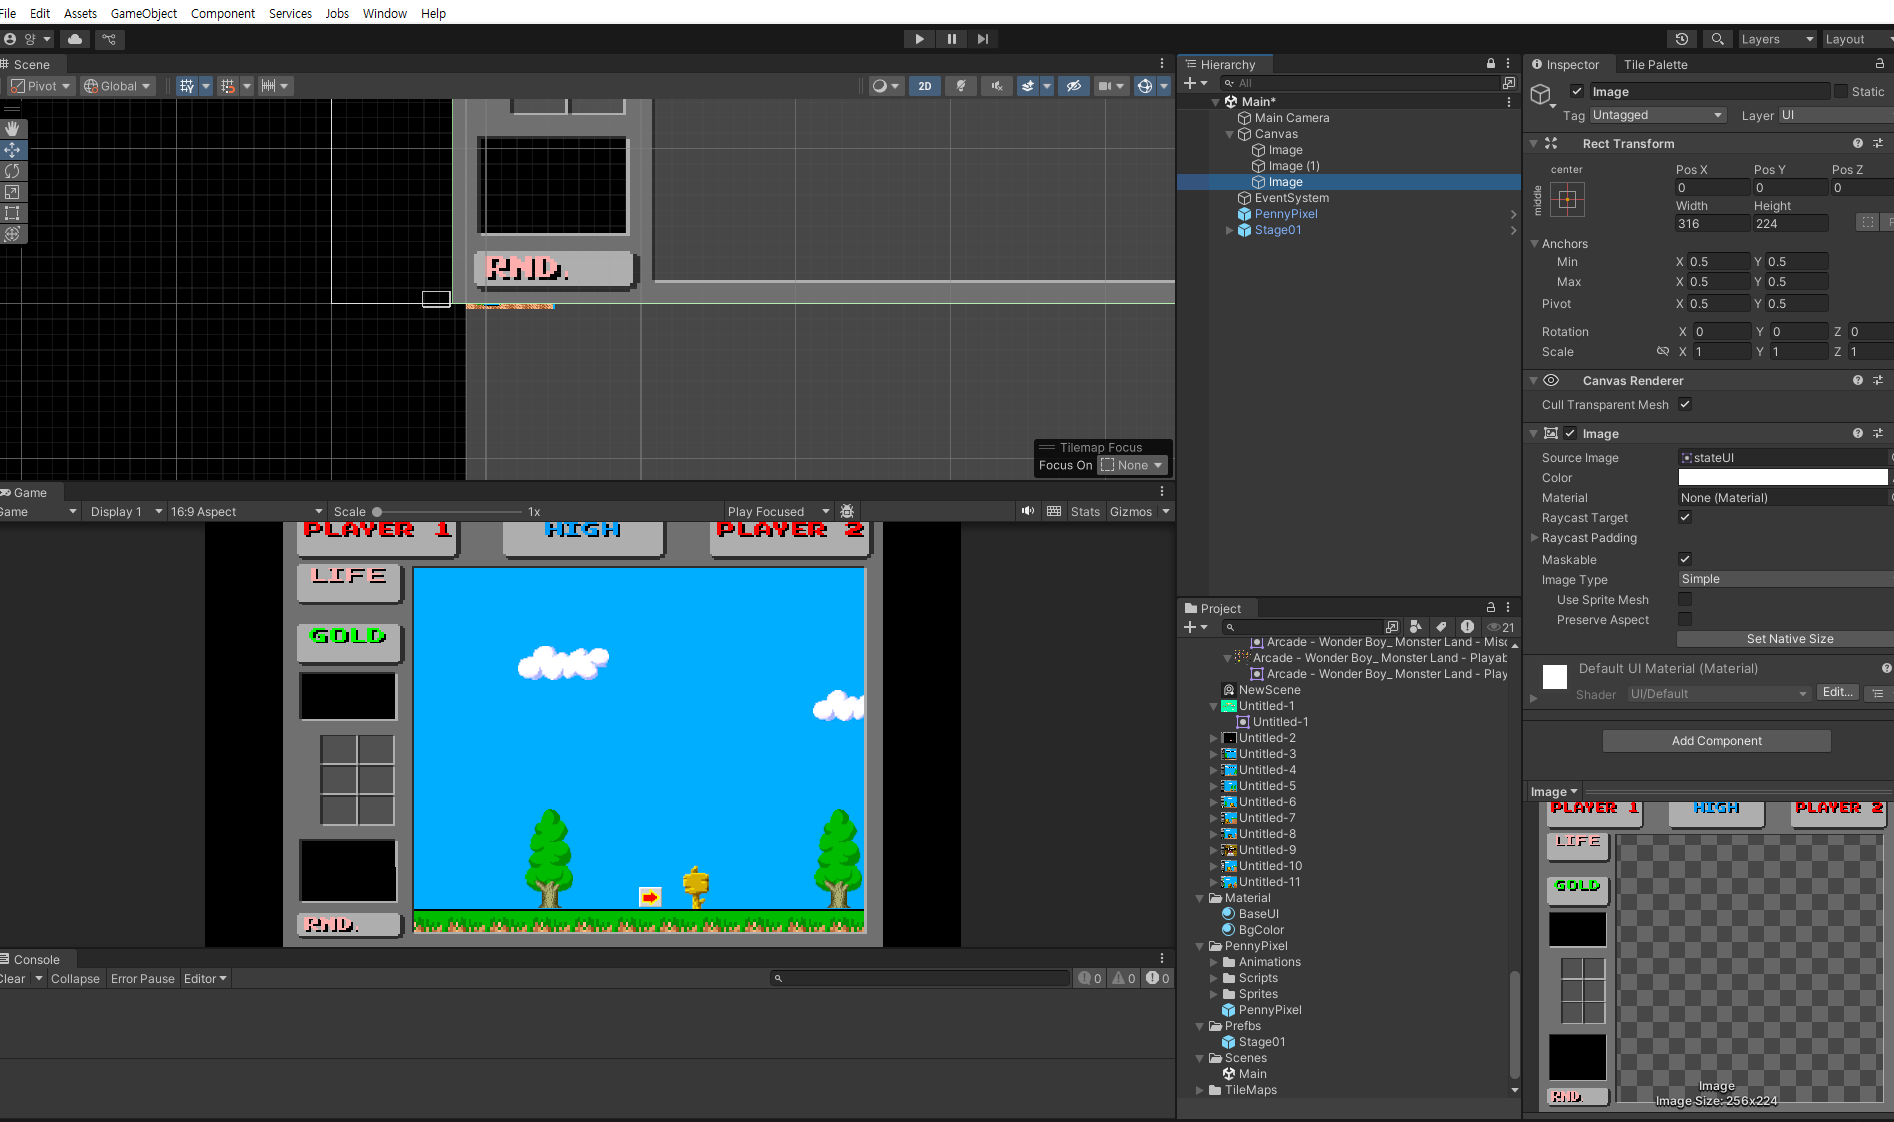 File Edit Assets GameObject Component Services Jobs Window Help
양 Layers Layout
Scene
Pivot Global 2D
RND.
Tilemap Focus
Focus On None
Game
Game Display 1 16:9 Aspect Scale 1x Play Focused Stats Gizmos
PLAYER 1 HIGH PLAYER 2
LIFE
GOLD
RND.
Console
Clear Collapse Error Pause Editor 0 0 0
Hierarchy
All
Main*
Main Camera
Canvas
Image
Image (1)
Image
EventSystem
PennyPixel
Stage01
Project
21
Arcade - Wonder Boy_ Monster Land - Misc
Arcade - Wonder Boy_ Monster Land - Playab
Arcade - Wonder Boy_ Monster Land - Play
NewScene
Untitled-1
Untitled-1
Untitled-2
Untitled-3
Untitled-4
Untitled-5
Untitled-6
Untitled-7
Untitled-8
Untitled-9
Untitled-10
Untitled-11
Material
BaseUI
BgColor
PennyPixel
Animations
Scripts
Sprites
PennyPixel
Prefbs
Stage01
Scenes
Main
TileMaps
Inspector Tile Palette
Image Static
Tag Untagged Layer UI
Rect Transform
center Pos X Pos Y Pos Z
middle 0 0 0
Width Height
316 224
Anchors
Min X 0.5 Y 0.5
Max X 0.5 Y 0.5
Pivot X 0.5 Y 0.5
Rotation X 0 Y 0 Z 0
Scale X 1 Y 1 Z 1
Canvas Renderer
Cull Transparent Mesh
Image
Source Image stateUI
Color
Material None (Material)
Raycast Target
Raycast Padding
Maskable
Image Type Simple
Use Sprite Mesh
Preserve Aspect
Set Native Size
Default UI Material (Material)
Shader UI/Default Edit...
Add Component
Image
PLAYER 1 HIGH PLAYER 2
LIFE
GOLD
RND.
Image
Image Size: 256x224